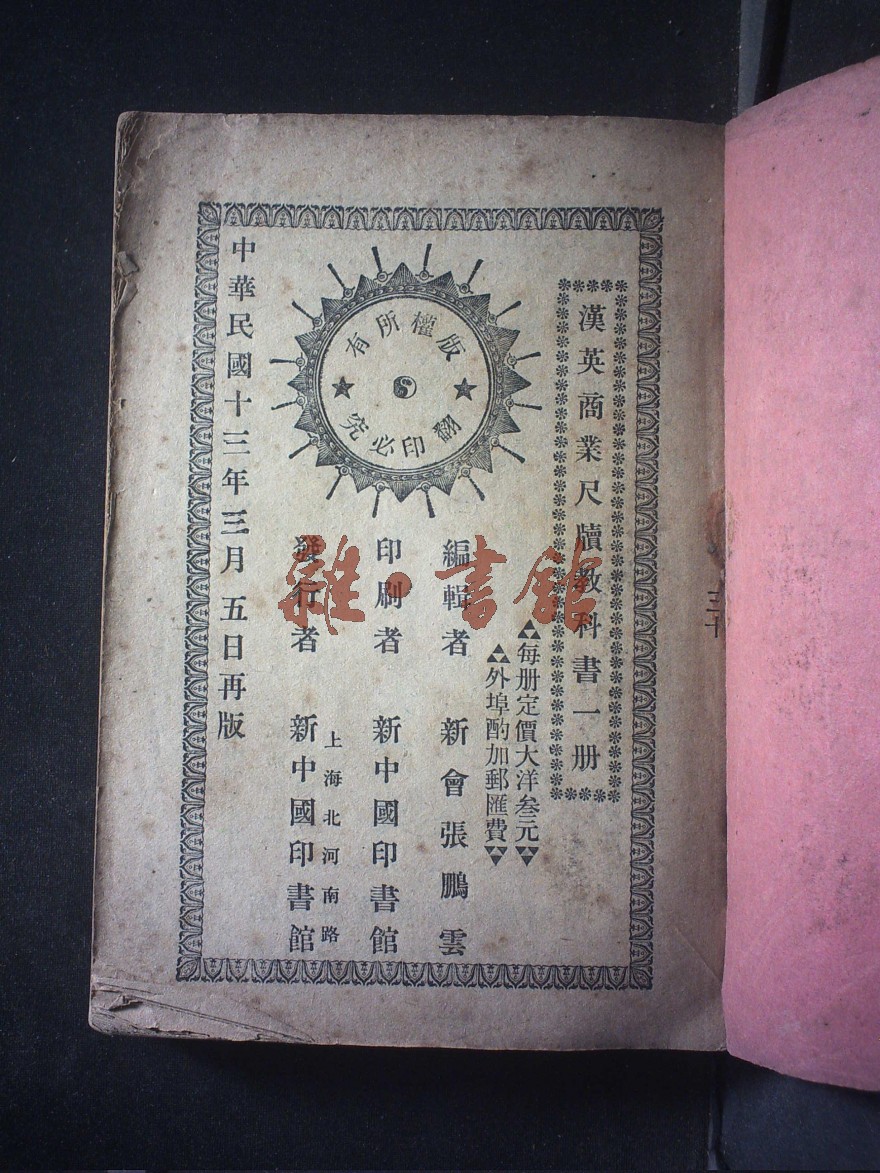 漢英商業尺牘教科書一册
每册定價大洋叁元
外埠酌加郵匯費
編輯者 新會張鵬雲
印刷者 新中國印書館
上海北河南路
發行者 新中國印書館
版權所有
翻印必究
中華民國十三年三月五日再版
雜·書館